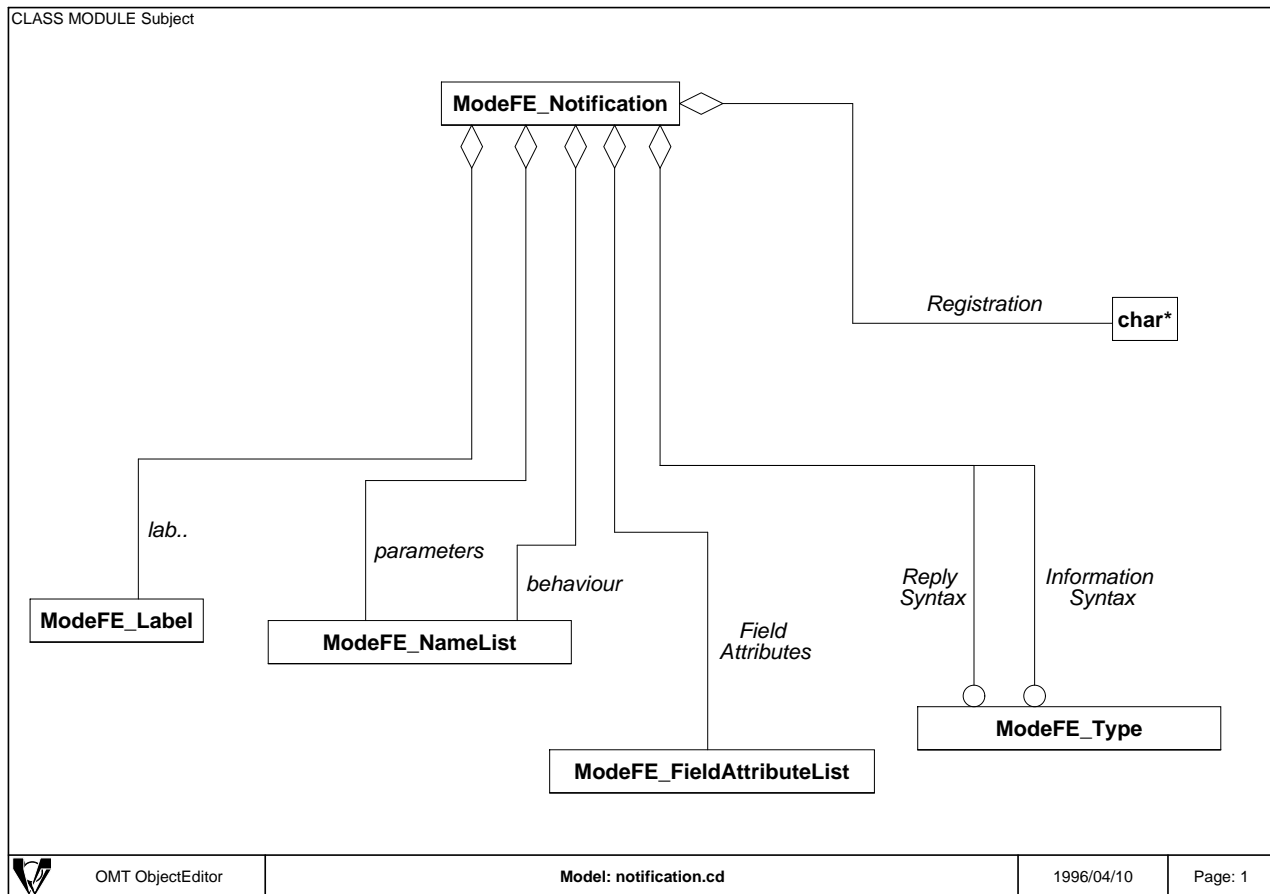 CLASS MODULE Subject
ModeFE_Notification
Registration
char*
lab..
parameters
behaviour
Reply
Syntax
Information
Syntax
ModeFE_Label
ModeFE_NameList
Field
Attributes
ModeFE_Type
ModeFE_FieldAttributeList
OMT ObjectEditor
Model: notification.cd
1996/04/10
Page: 1